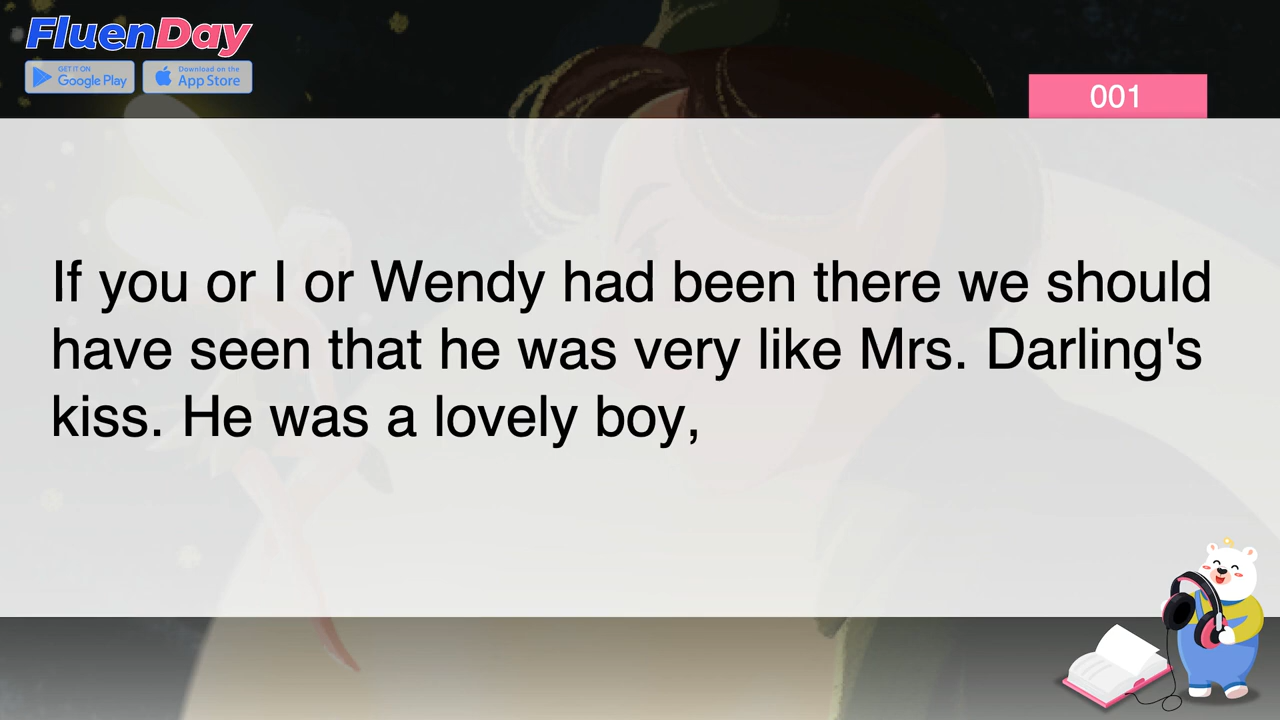 FluenDay
GET IT ON
Google Play
Download on the
App Store
001
If you or I or Wendy had been there we should
have seen that he was very like Mrs. Darling's
kiss. He was a lovely boy,